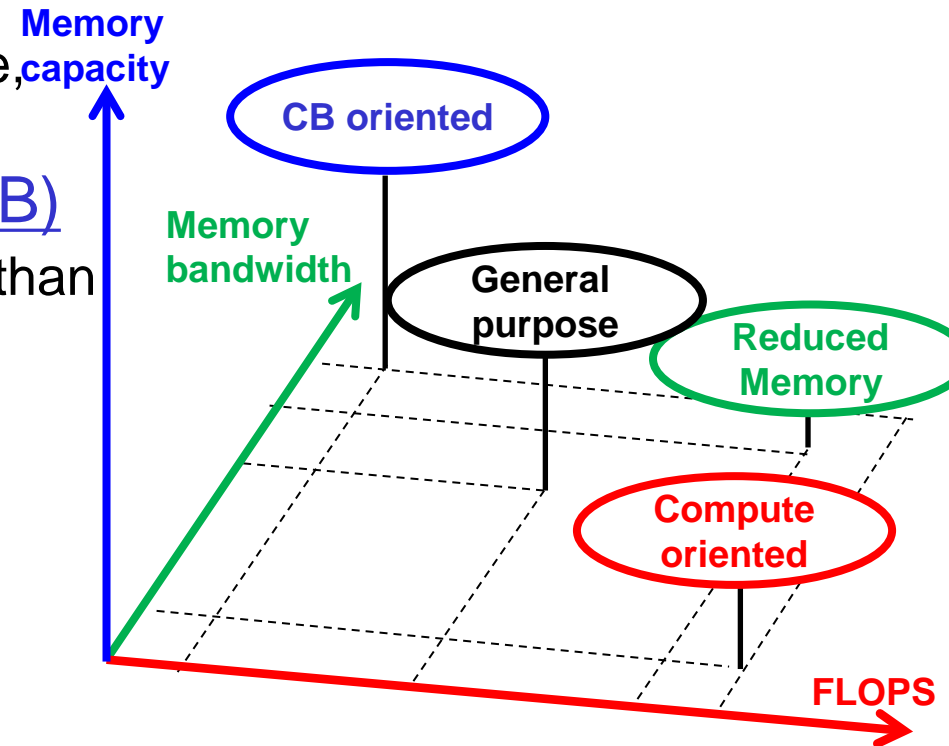 Memory
capacity
e,
CB oriented
B)
Memory
bandwidth
than
General
purpose
Reduced
Memory
Compute
oriented
FLOPS